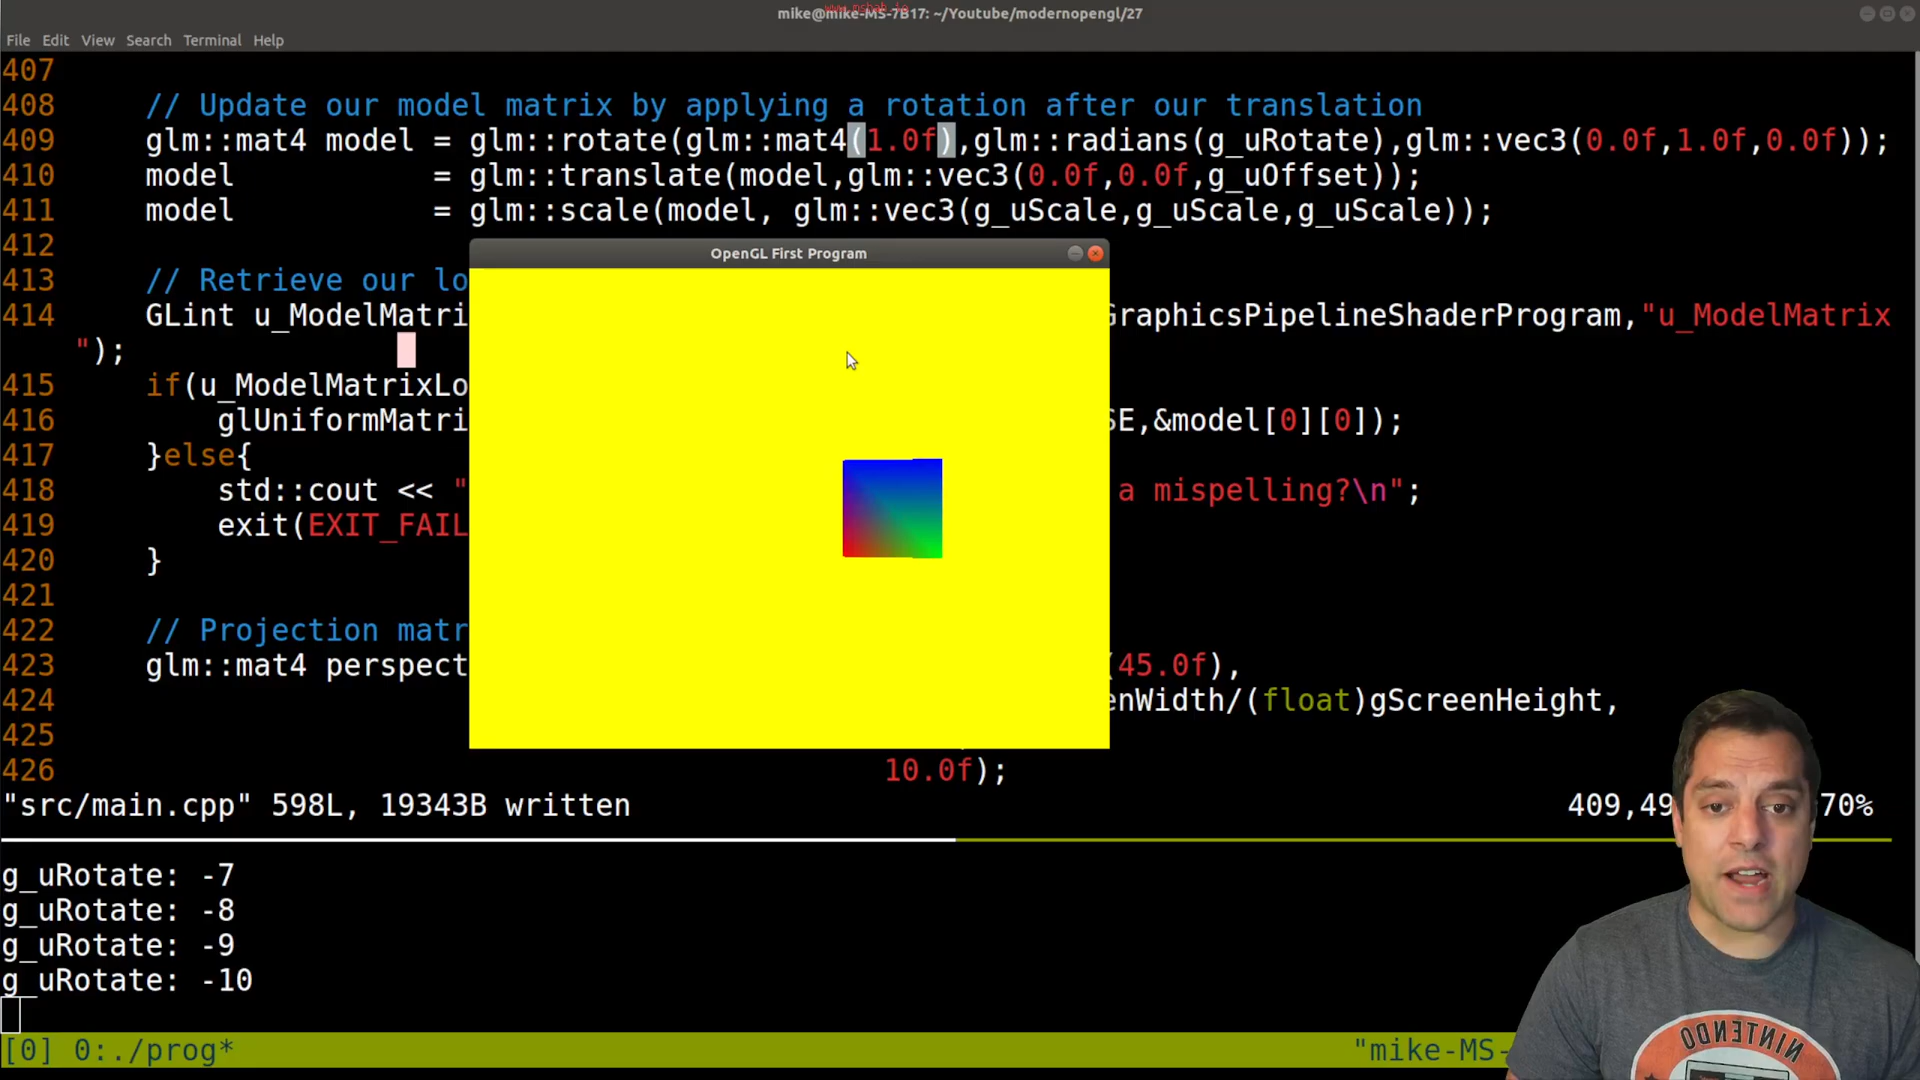 www.mshah.io
mike@mike-MS-7B17: ~/Youtube/modernopengl/27
File Edit View Search Terminal Help
407
408 // Update our model matrix by applying a rotation after our translation
409 glm::mat4 model = glm::rotate(glm::mat4(1.0f),glm::radians(g_uRotate),glm::vec3(0.0f,1.0f,0.0f));
410 model = glm::translate(model,glm::vec3(0.0f,0.0f,g_uOffset));
411 model = glm::scale(model, glm::vec3(g_uScale,g_uScale,g_uScale));
412
OpenGL First Program
413 // Retrieve our lo
414 GLint u_ModelMatri GraphicsPipelineShaderProgram,"u_ModelMatrix
");
415 if(u_ModelMatrixLo
416 glUniformMatri SE,&model[0][0]);
417 }else{
418 std::cout << " a mispelling?\n";
419 exit(EXIT_FAIL
420 }
421
422 // Projection matr
423 glm::mat4 perspect (45.0f),
424 enWidth/(float)gScreenHeight,
425
426 10.0f);
"src/main.cpp" 598L, 19343B written 409,49 70%
g_uRotate: -7
g_uRotate: -8
g_uRotate: -9
g_uRotate: -10
[0] 0:./prog* "mike-MS-
NINTENDO